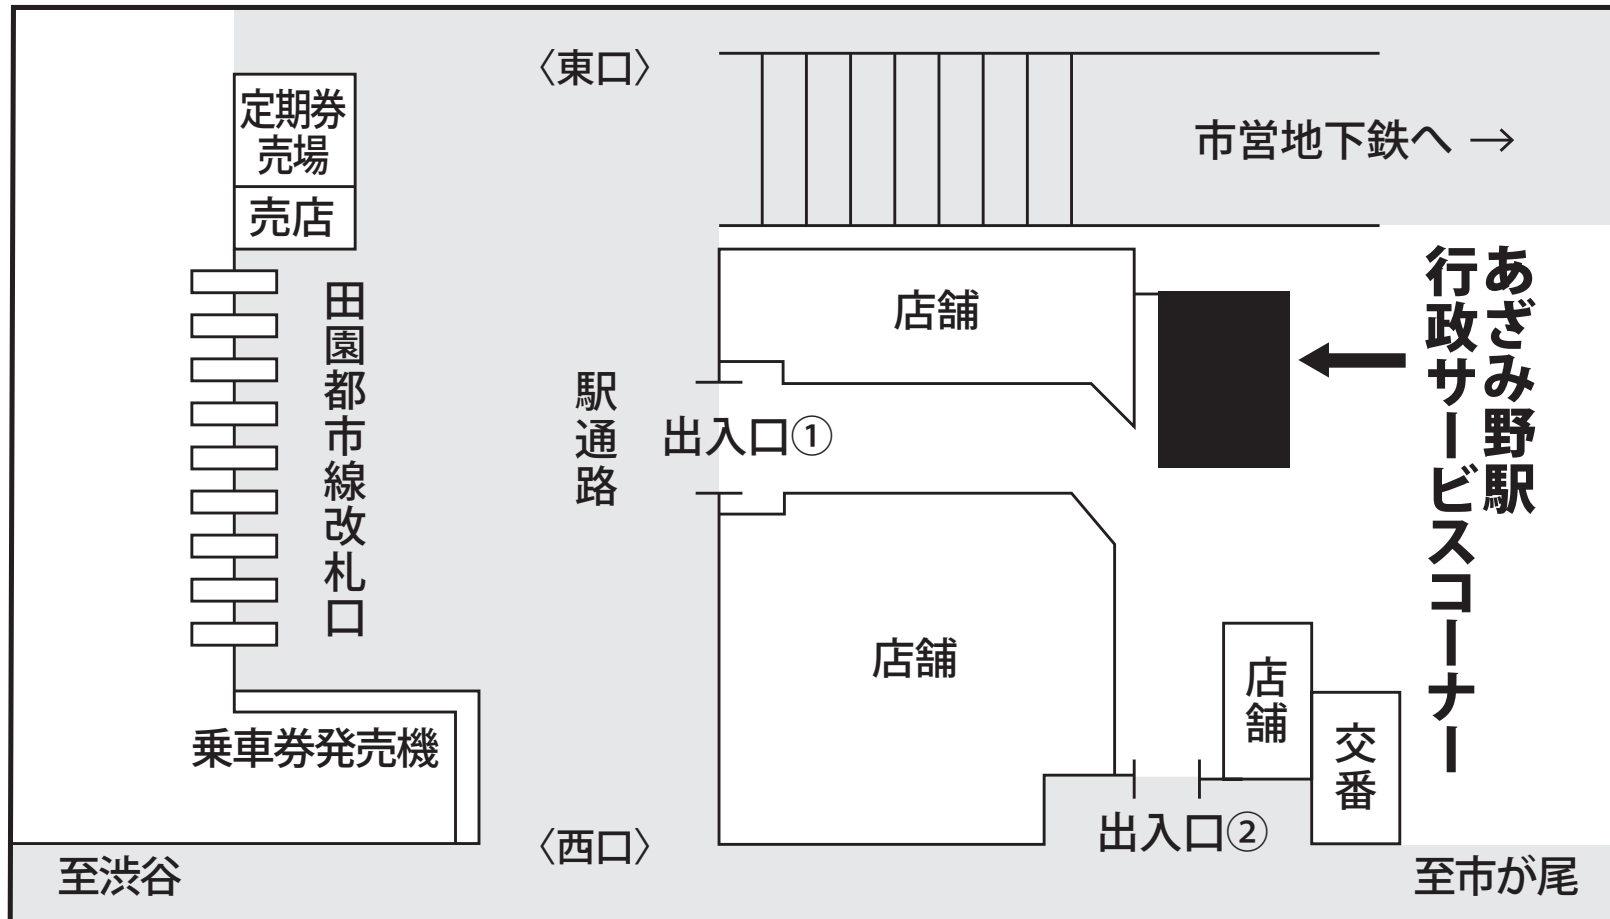 〈東口〉
定期券
売場
売店
市営地下鉄へ →
あざみ野駅
行政サービスコーナー
田園都市線改札口
店舗
駅通路
出入口①
店舗
店舗
交番
乗車券発売機
出入口②
〈西口〉
至渋谷
至市が尾